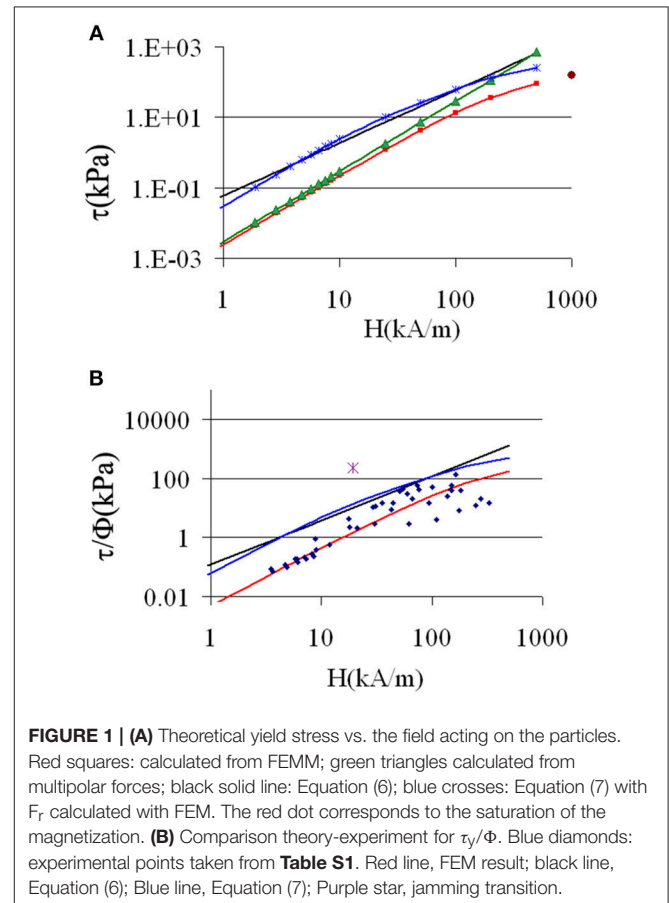 A
1.E+03
1.E+01
1.E-01
1.E-03
τ(kPa)
1 10 100 1000
H(kA/m)
B
10000
100
1
0.01
τ/Φ(kPa)
1 10 100 1000
H(kA/m)
FIGURE 1 | (A) Theoretical yield stress vs. the field acting on the particles.
Red squares: calculated from FEMM; green triangles calculated from
multipolar forces; black solid line: Equation (6); blue crosses: Equation (7) with
Fr calculated with FEM. The red dot corresponds to the saturation of the
magnetization. (B) Comparison theory-experiment for τy/Φ. Blue diamonds:
experimental points taken from Table S1. Red line, FEM result; black line,
Equation (6); Blue line, Equation (7); Purple star, jamming transition.